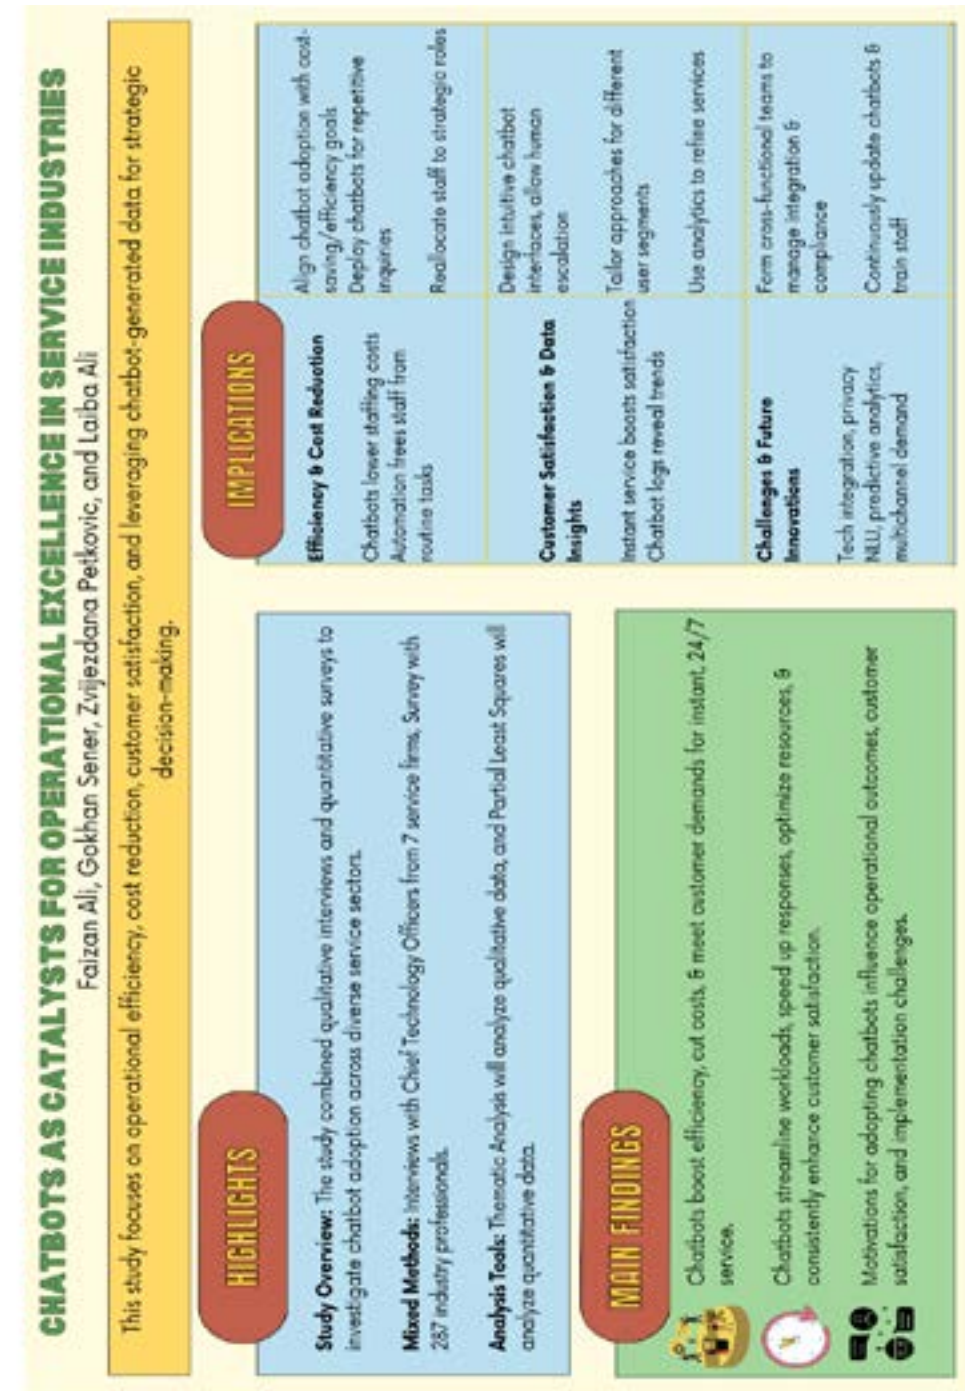 CHATBOTS AS CATALYSTS FOR OPERATIONAL EXCELLENCE IN SERVICE INDUSTRIES
Faizan Ali, Gokhan Sener, Zvijezdana Petkovic, and Laiba Ali
This study focuses on operational efficiency, cost reduction, customer satisfaction, and leveraging chatbot-generated data for strategic
decision-making.
HIGHLIGHTS
Study Overview: The study combined qualitative interviews and quantitative surveys to
investigate chatbot adoption across diverse service sectors.
Mixed Methods: Interviews with Chief Technology Officers from 7 service firms, Survey with
287 industry professionals.
Analysis Tools: Thematic Analysis will analyze qualitative data, and Partial Least Squares will
analyze quantitative data.
MAIN FINDINGS
Chatbots boost efficiency, cut costs, & meet customer demands for instant, 24/7
service.
Chatbots streamline workloads, speed up responses, optimize resources, &
consistently enhance customer satisfaction.
Motivations for adopting chatbots influence operational outcomes, customer
satisfaction, and implementation challenges.
IMPLICATIONS
Efficiency & Cost Reduction
Chatbots lower staffing costs
Automation frees staff from
routine tasks
Align chatbot adoption with cost-
saving/efficiency goals
Deploy chatbots for repetitive
inquiries
Reallocate staff to strategic roles
Customer Satisfaction & Data
Insights
Instant service boosts satisfaction
Chatbot logs reveal trends
Design intuitive chatbot
interfaces, allow human
escalation
Tailor approaches for different
user segments
Use analytics to refine services
Challenges & Future
Innovations
Tech integration, privacy
NLU, predictive analytics,
multichannel demand
Form cross-functional teams to
manage integration &
compliance
Continuously update chatbots &
train staff